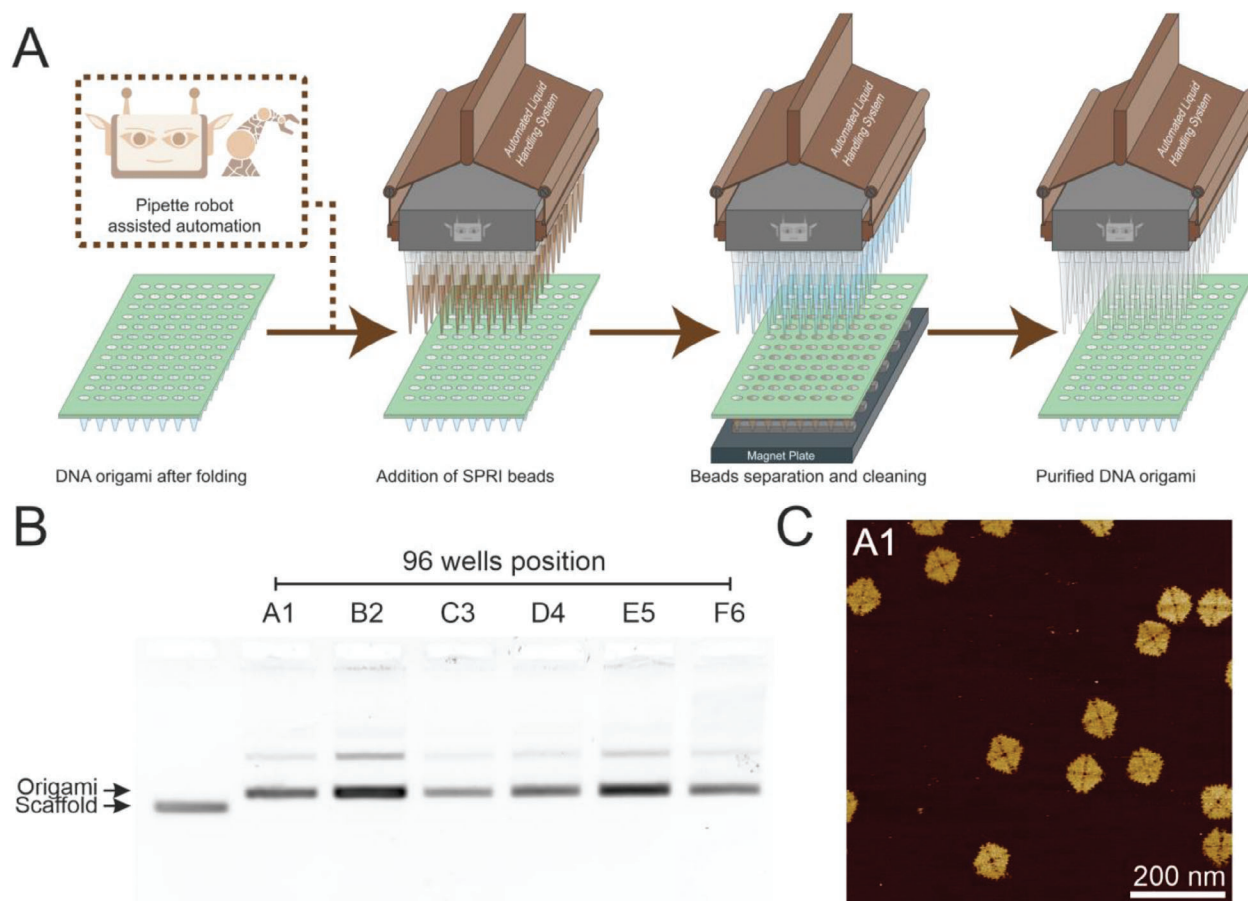 A
Automated Liquid
Handling System
Automated Liquid
Handling System
Automated Liquid
Handling System
Pipette robot
assisted automation
Magnet Plate
DNA origami after folding
Addition of SPRI beads
Beads separation and cleaning
Purified DNA origami
B
96 wells position
A1 B2 C3 D4 E5 F6
Origami
Scaffold
C
A1
200 nm